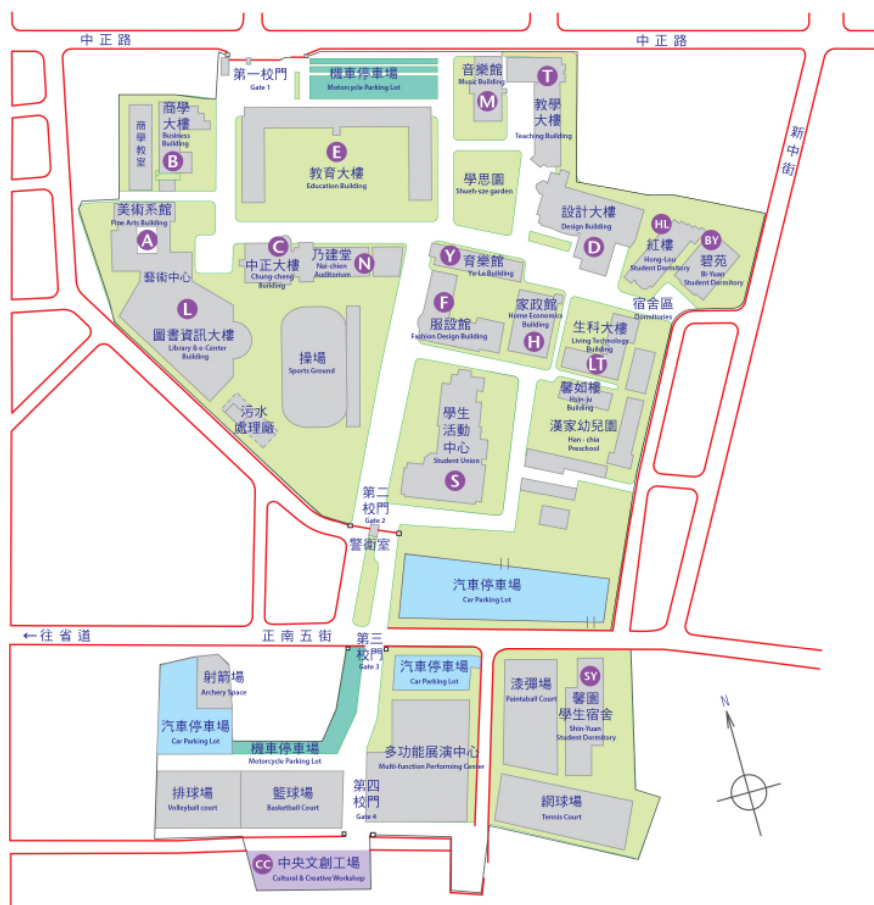 中正路
中正路
第一校門
Gate 1
機車停車場
Motorcycle Parking Lot
音樂館
Music Building
M
T
教學
大樓
Teaching Building
新中街
商學
大樓
Business
Building
B
商學教室
E
教育大樓
Education Building
學思園
Shueh-sze garden
設計大樓
Design Building
D
HL
紅樓
Hong-Lou
Student Dormitory
BY
碧苑
Bi-Yuan
Student Dormitory
美術系館
Fine Arts Building
A
藝術中心
C
中正大樓
Chung-cheng
Building
乃建堂
Nai-chien
Auditorium
N
Y
育樂館
Yu-Le Building
宿舍區
Dormitories
L
圖書資訊大樓
Library & e-Center
Building
F
服設館
Fashion Design Building
家政館
Home Economics
Building
H
生科大樓
Living Technology
Building
LT
操場
Sports Ground
馨如樓
Hsin-Ju
Building
污水
處理廠
學生
活動
中心
Student Union
S
漢家幼兒園
Han - chia
Preschool
第二
校門
Gate 2
警衛室
汽車停車場
Car Parking Lot
←往省道
正南五街
第三
校門
Gate 3
射箭場
Archery Space
汽車停車場
Car Parking Lot
汽車停車場
Car Parking Lot
漆彈場
Paintaball Court
SY
馨園
學生宿舍
Shin-Yuan
Student Dormitory
機車停車場
Motorcycle Parking Lot
多功能展演中心
Multi-function Performing Center
N
排球場
Volleyball court
籃球場
Basketball Court
第四
校門
Gate 4
網球場
Tennis Court
CC
中央文創工場
Cultural & Creative Workshop